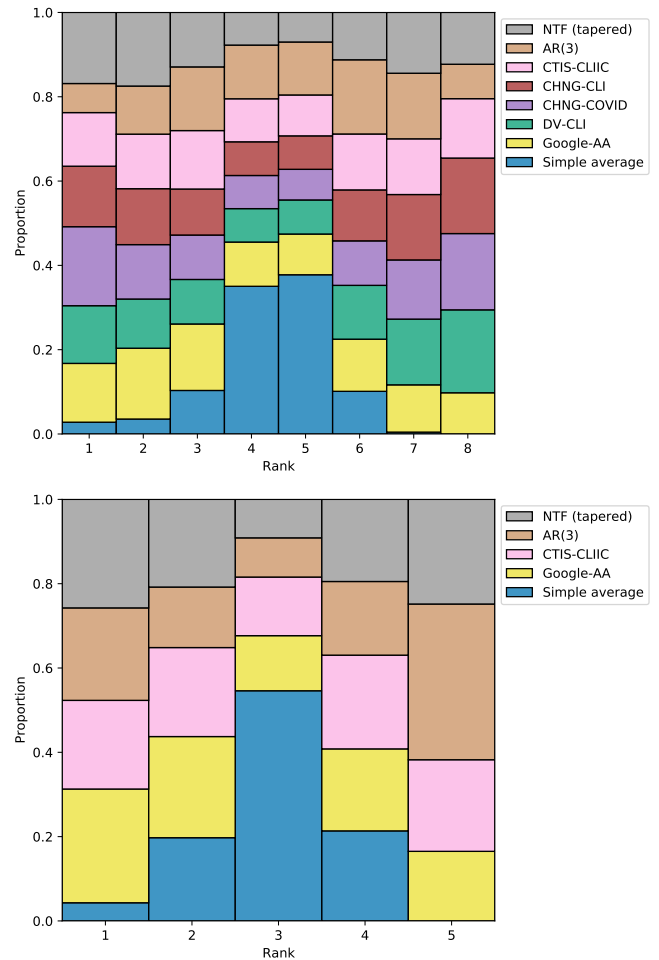 1.0
0.8
0.6
0.4
0.2
0.0
Proportion
1 2 3 4 5 6 7 8
Rank
NTF (tapered)
AR(3)
CTIS-CLIIC
CHNG-CLI
CHNG-COVID
DV-CLI
Google-AA
Simple average
1.0
0.8
0.6
0.4
0.2
0.0
Proportion
1 2 3 4 5
Rank
NTF (tapered)
AR(3)
CTIS-CLIIC
Google-AA
Simple average